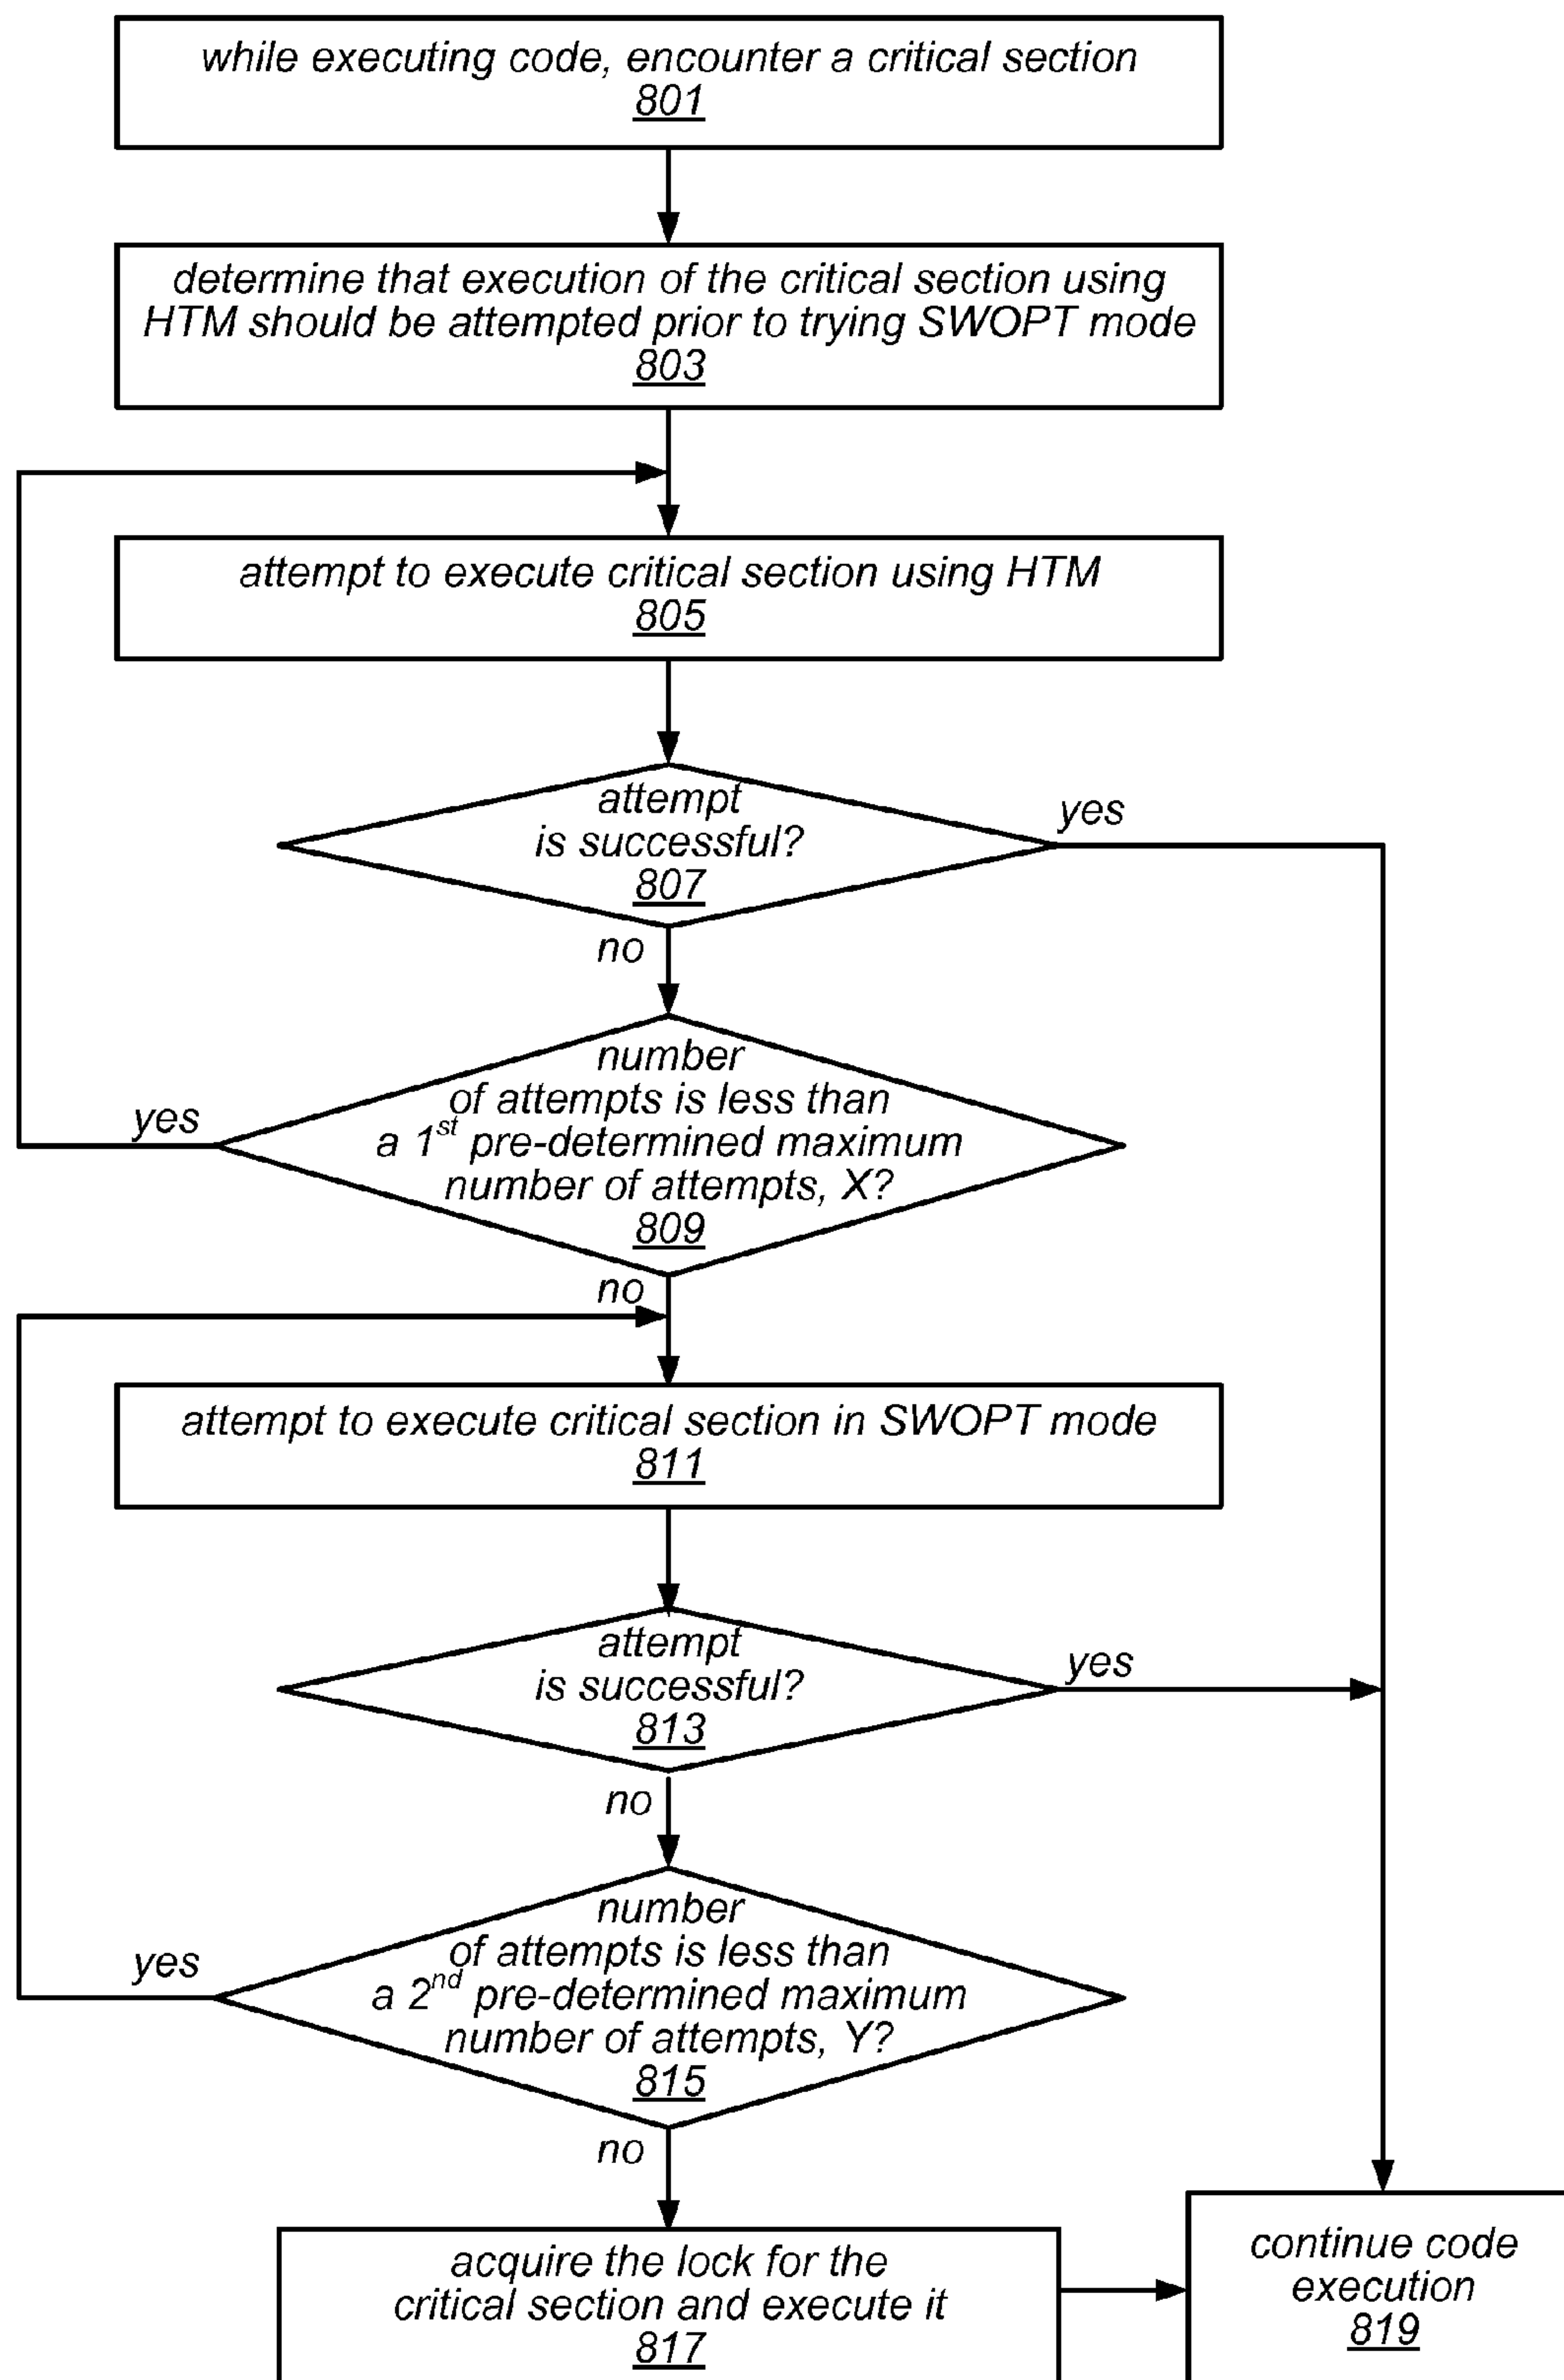 while executing code, encounter a critical section
801
determine that execution of the critical section using
HTM should be attempted prior to trying SWOPT mode
803
attempt to execute critical section using HTM
805
attempt
is successful?
807
yes
no
number
of attempts is less than
a 1st pre-determined maximum
number of attempts, X?
809
yes
no
attempt to execute critical section in SWOPT mode
811
attempt
is successful?
813
yes
no
number
of attempts is less than
a 2nd pre-determined maximum
number of attempts, Y?
815
yes
no
acquire the lock for the
critical section and execute it
817
continue code
execution
819